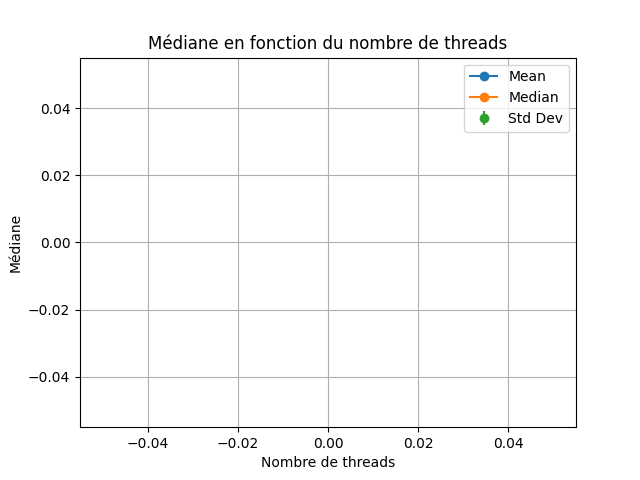 Médiane en fonction du nombre de threads
Mean
Median
Std Dev
0.04
0.02
0.00
−0.02
−0.04
Médiane
−0.04
−0.02
0.00
0.02
0.04
Nombre de threads